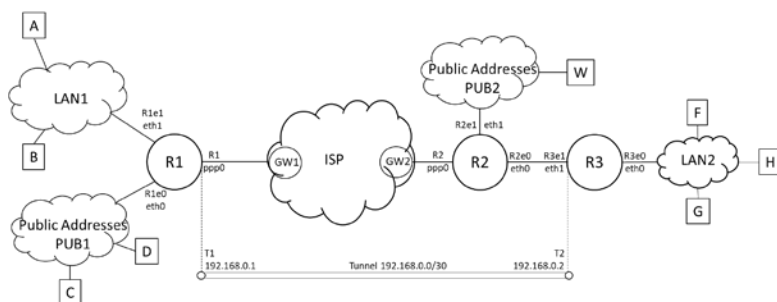 A
LAN1
B
R1e1
eth1
R1
R1
ppp0
R1e0
eth0
Public Addresses
PUB1
D
C
GW1
ISP
GW2
R2
ppp0
R2
Public Addresses
PUB2
W
R2e1
eth1
R2e0
eth0
R3e1
eth1
R3
R3e0
eth0
F
LAN2
H
G
T1
192.168.0.1
Tunnel 192.168.0.0/30
T2
192.168.0.2